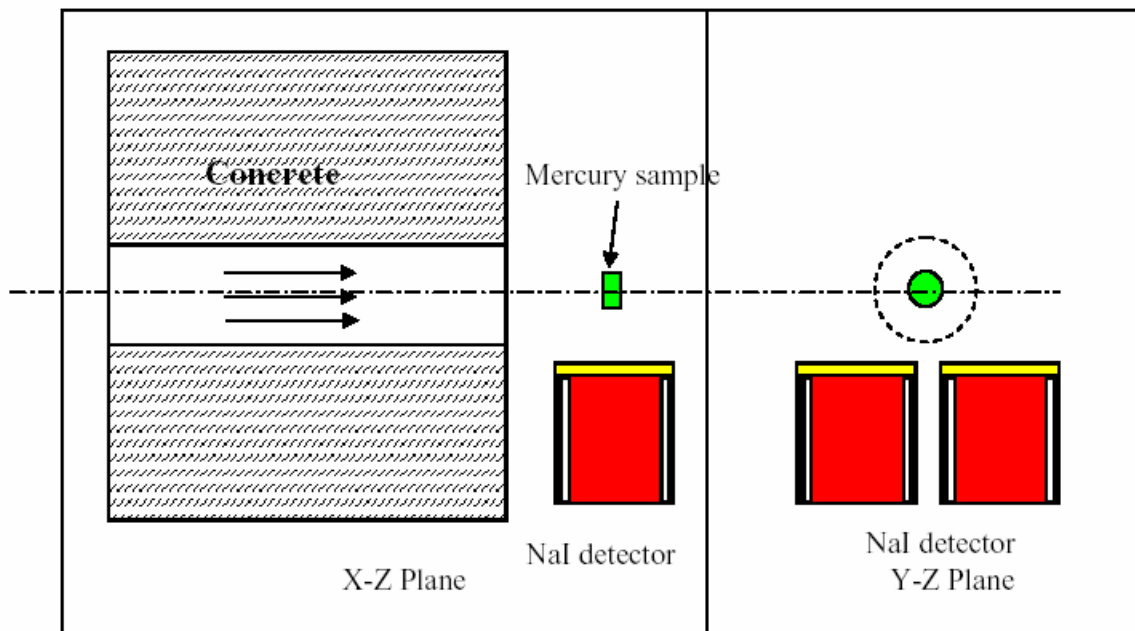 Concrete
Mercury sample
NaI detector
X-Z Plane
NaI detector
Y-Z Plane